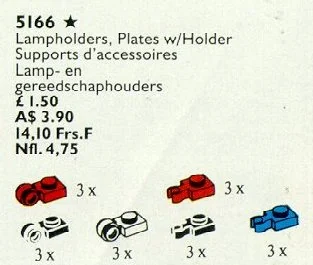 5166 ★
Lampholders, Plates w/Holder
Supports d'accessoires
Lamp- en
gereedschaphouders
£ 1.50
A$ 3.90
14,10 Frs.F
Nfl. 4,75
3 x
3 x
3 x
3 x
3 x
3 x